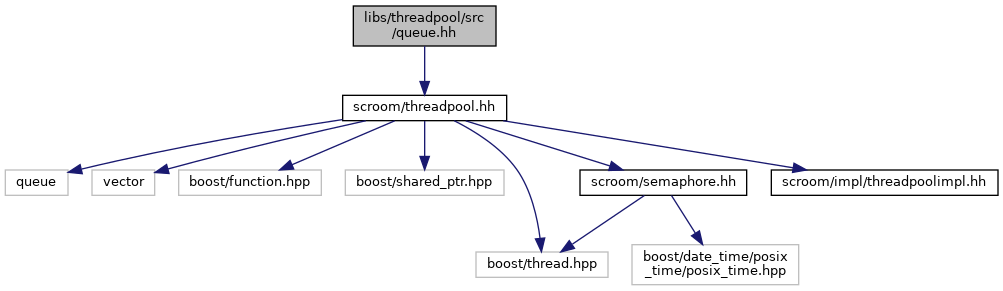 libs/threadpool/src
/queue.hh
scroom/threadpool.hh
queue
vector
boost/function.hpp
boost/shared_ptr.hpp
scroom/semaphore.hh
scroom/impl/threadpoolimpl.hh
boost/thread.hpp
boost/date_time/posix
_time/posix_time.hpp